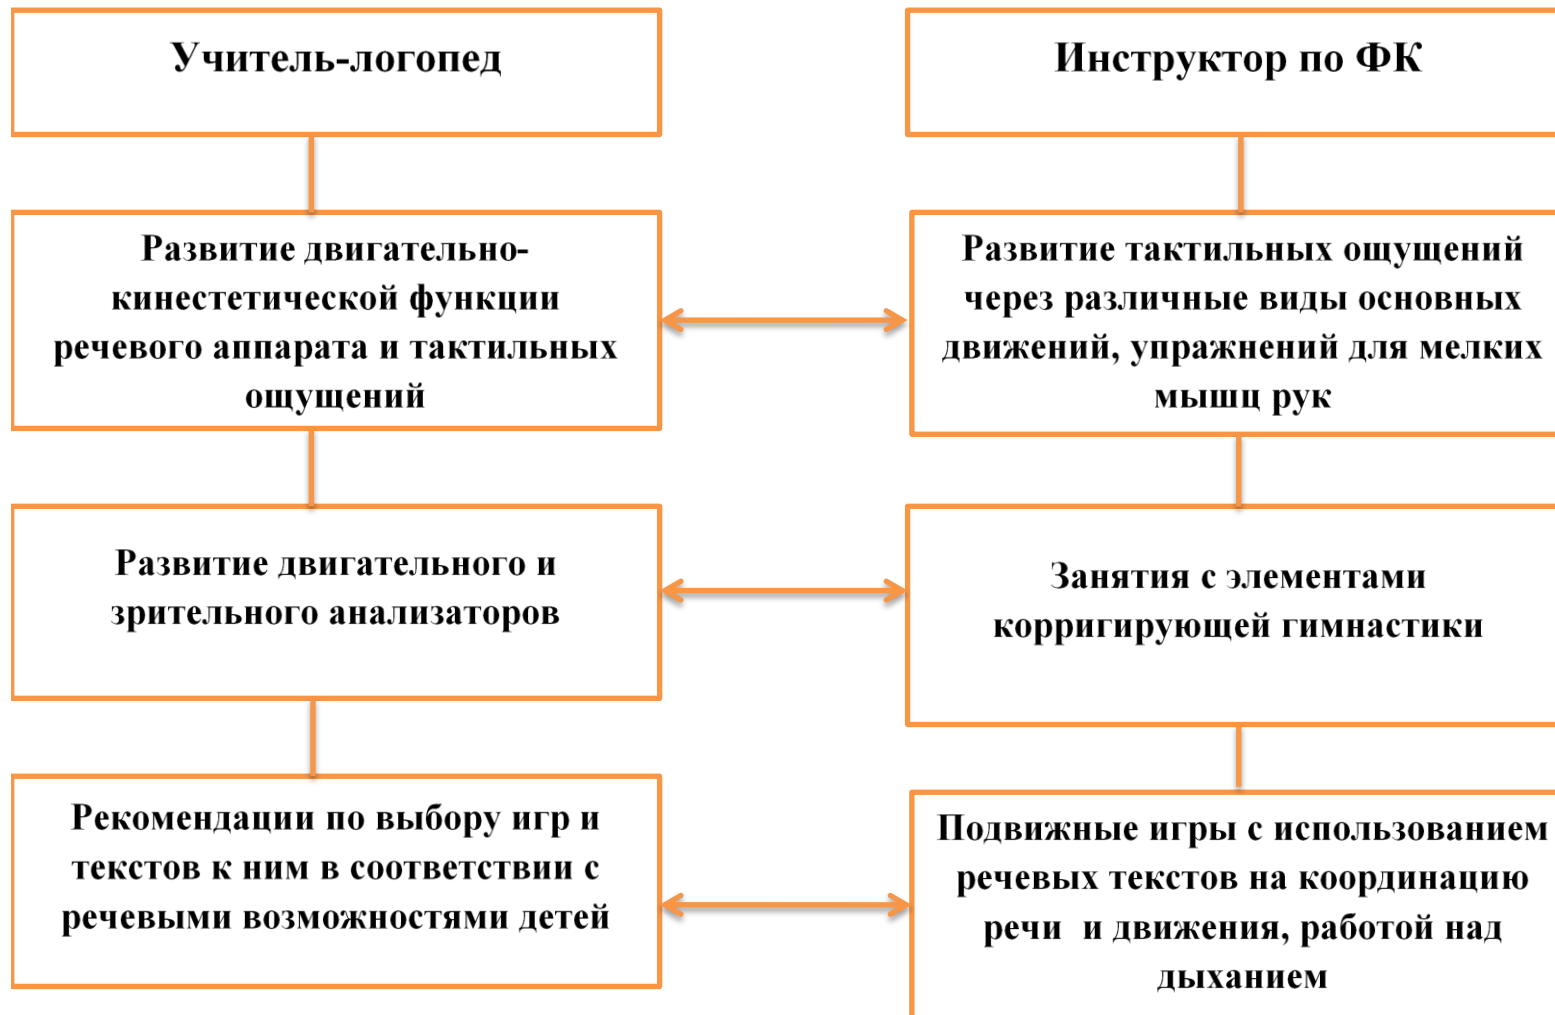 Учитель-логопед
Инструктор по ФК
Развитие двигательно-
кинестетической функции
речевого аппарата и тактильных
ощущений
Развитие тактильных ощущений
через различные виды основных
движений, упражнений для мелких
мышц рук
Развитие двигательного и
зрительного анализаторов
Занятия с элементами
корригирующей гимнастики
Рекомендации по выбору игр и
текстов к ним в соответствии с
речевыми возможностями детей
Подвижные игры с использованием
речевых текстов на координацию
речи и движения, работой над
дыханием